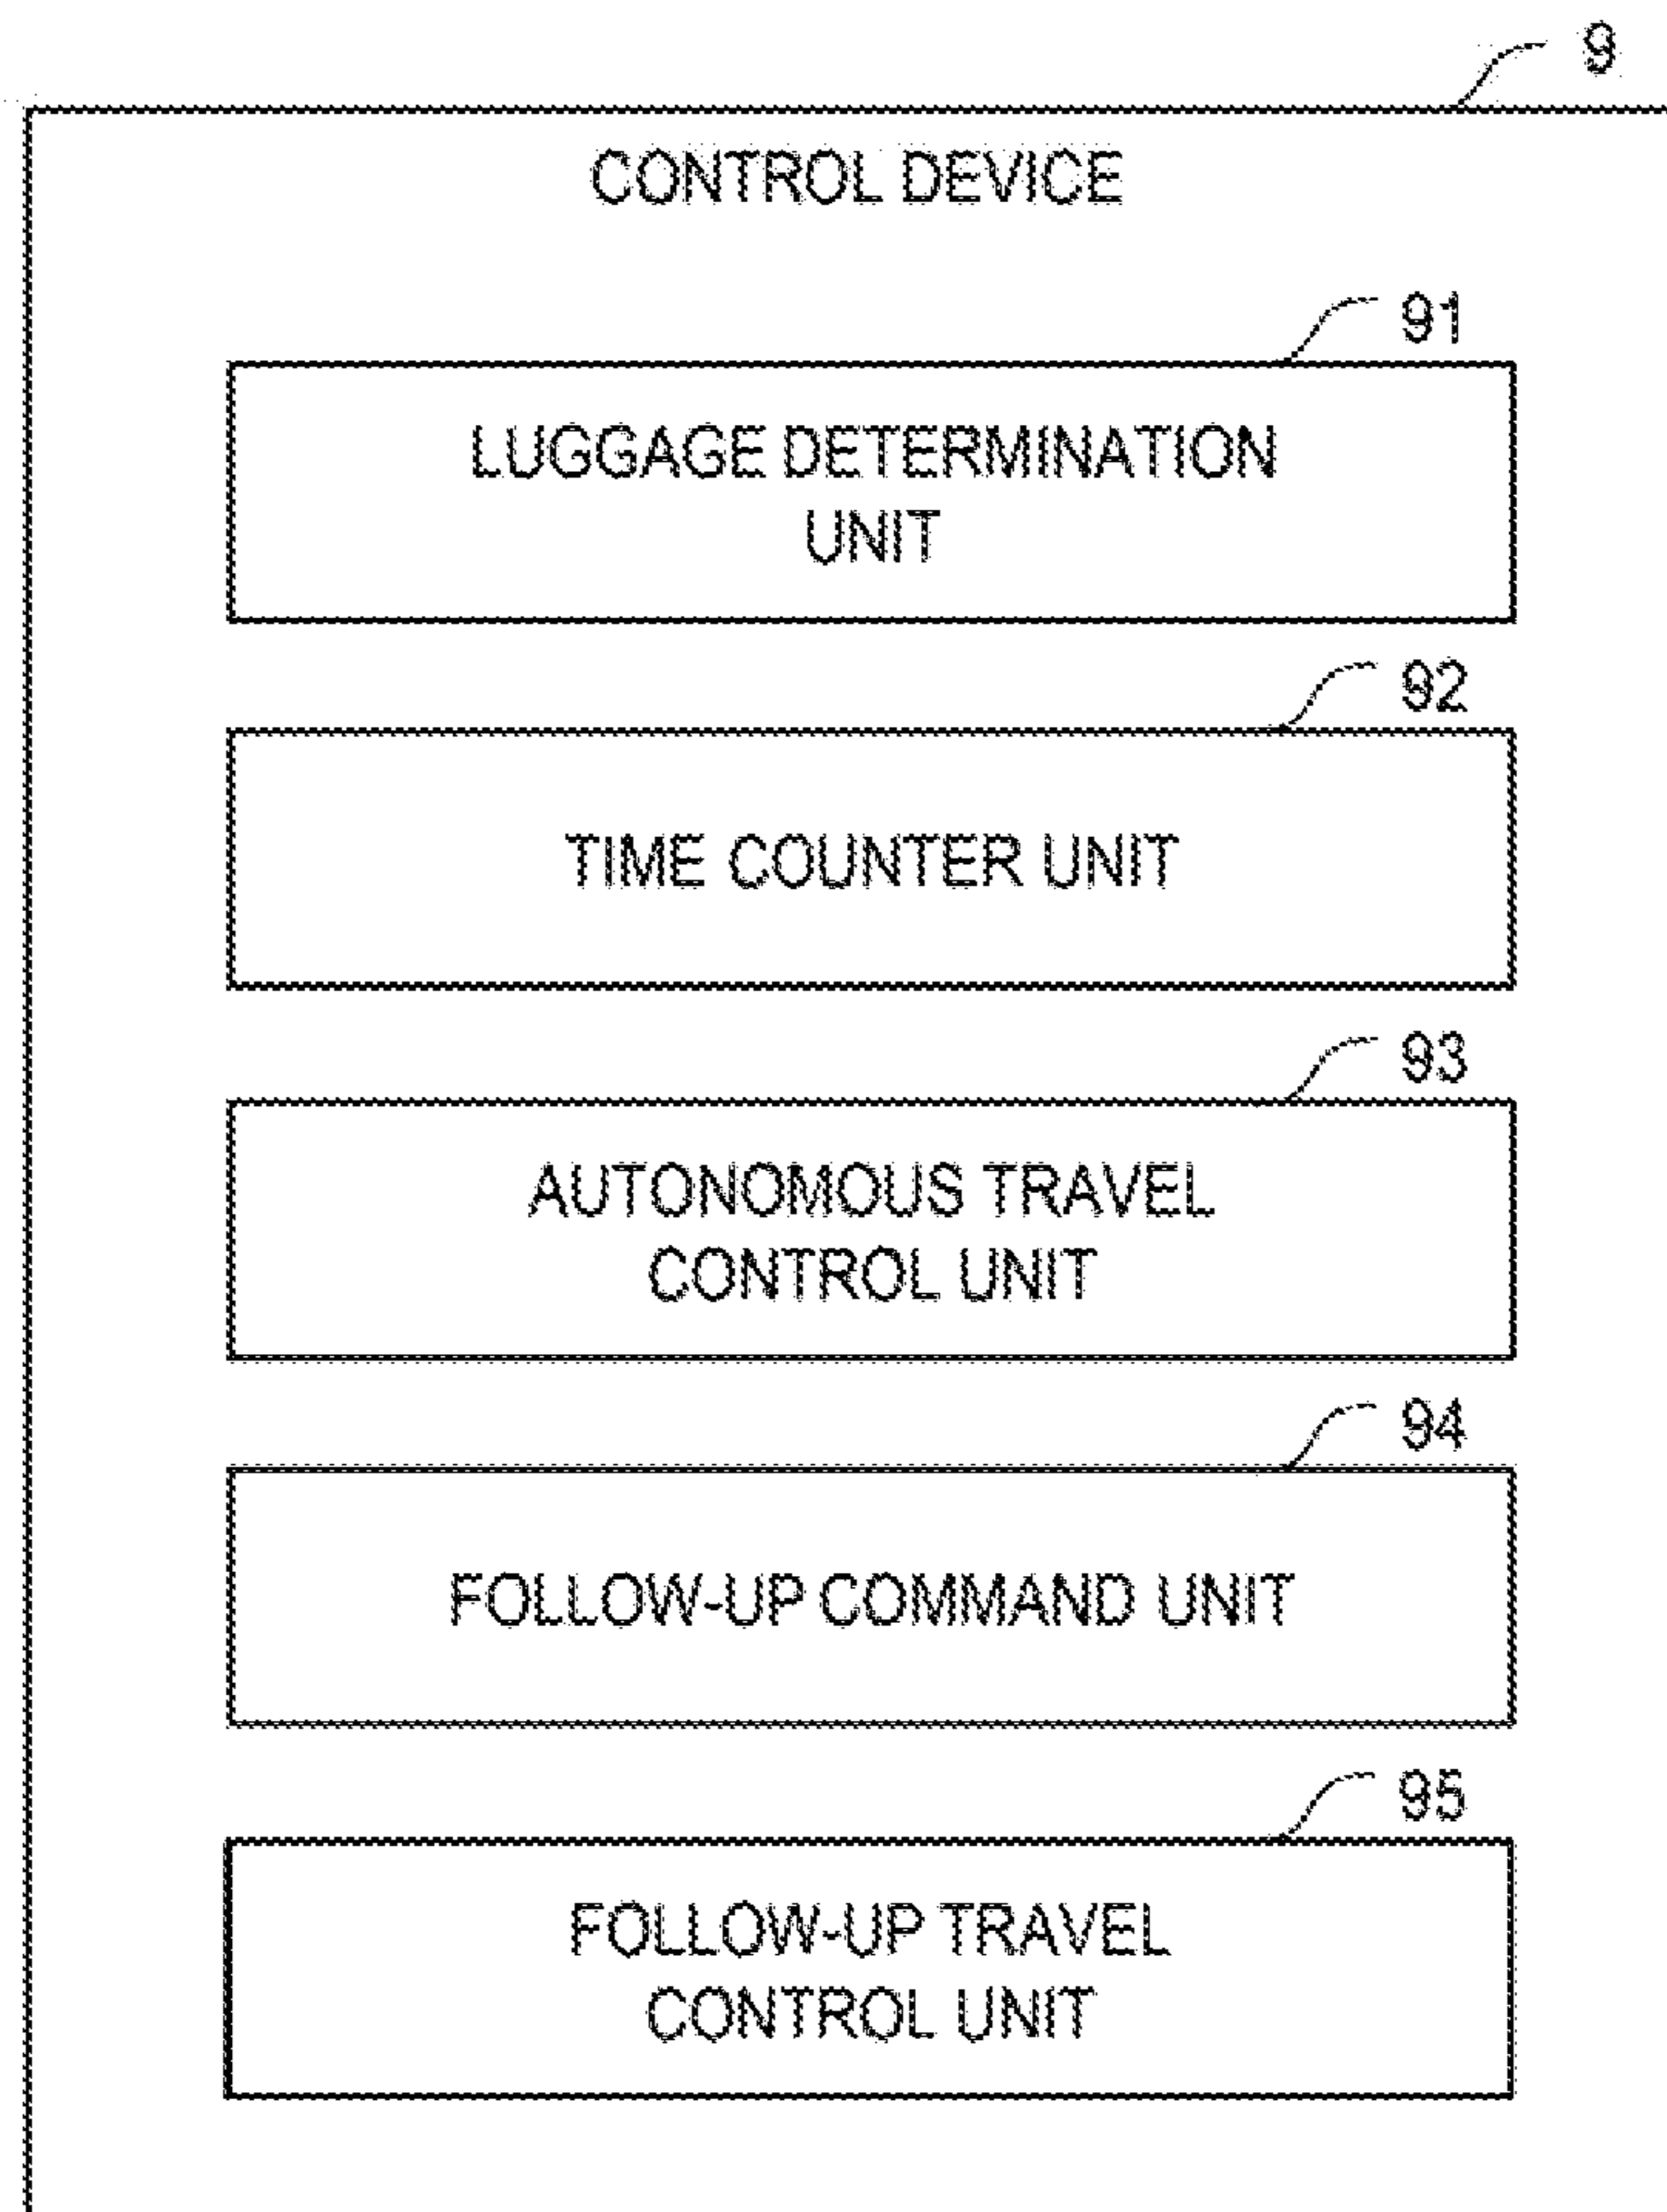 9
CONTROL DEVICE
91
LUGGAGE DETERMINATION
UNIT
92
TIME COUNTER UNIT
93
AUTONOMOUS TRAVEL
CONTROL UNIT
94
FOLLOW-UP COMMAND UNIT
95
FOLLOW-UP TRAVEL
CONTROL UNIT